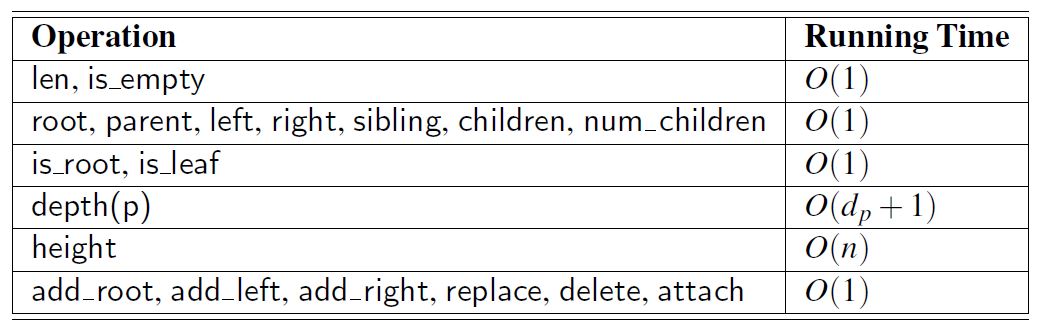 Operation Running Time
len, is_empty O(1)
root, parent, left, right, sibling, children, num_children O(1)
is_root, is_leaf O(1)
depth(p) O(dₚ + 1)
height O(n)
add_root, add_left, add_right, replace, delete, attach O(1)